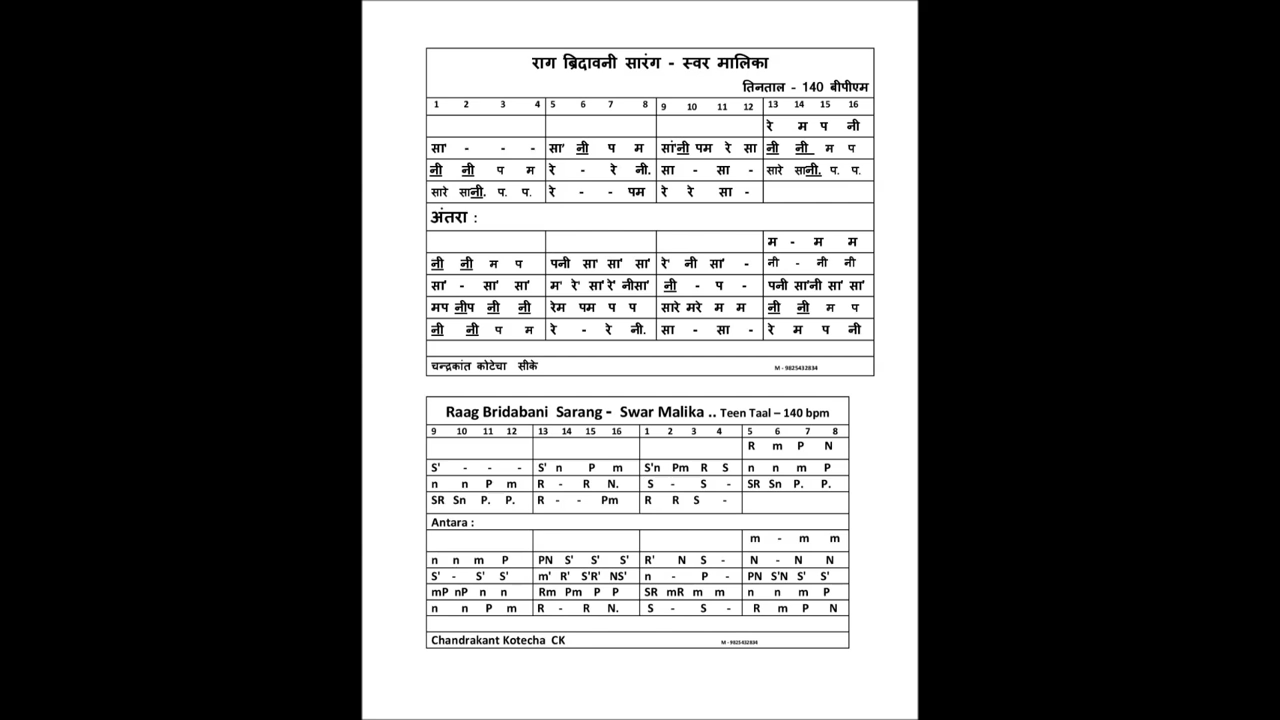 राग ब्रिदावनी सारंग - स्वर मालिका
तिनताल - 140 बीपीएम
1 2 3 4 5 6 7 8 9 10 11 12 13 14 15 16
रे म प नी
सा' - - - सा' नी प म सां'नी पम रे सा नी नी म प
नी नी प म रे - रे नी. सा - सा - सारे सानी. प. प.
सारे सानी. प. प. रे - - पम रे रे सा -
अंतरा :
म - म म
नी नी म प पनी सा' सा' सा' रे' नी सा' - नी - नी नी
सा' - सा' सा' म' रे' सा'रे' नीसा' नी - प - पनी सा'नी सा' सा'
मप नीप नी नी रेम पम प प सारे मरे म म नी नी म प
नी नी प म रे - रे नी. सा - सा - रे म प नी
चन्द्रकांत कोटेचा सीके M - 9825432834
Raag Bridabani Sarang - Swar Malika .. Teen Taal – 140 bpm
9 10 11 12 13 14 15 16 1 2 3 4 5 6 7 8
R m P N
S' - - - S' n P m S'n Pm R S n n m P
n n P m R - R N. S - S - SR Sn P. P.
SR Sn P. P. R - - Pm R R S -
Antara :
m - m m
n n m P PN S' S' S' R' N S - N - N N
S' - S' S' m' R' S'R' NS' n - P - PN S'N S' S'
mP nP n n Rm Pm P P SR mR m m n n m P
n n P m R - R N. S - S - R m P N
Chandrakant Kotecha CK M - 9825432834